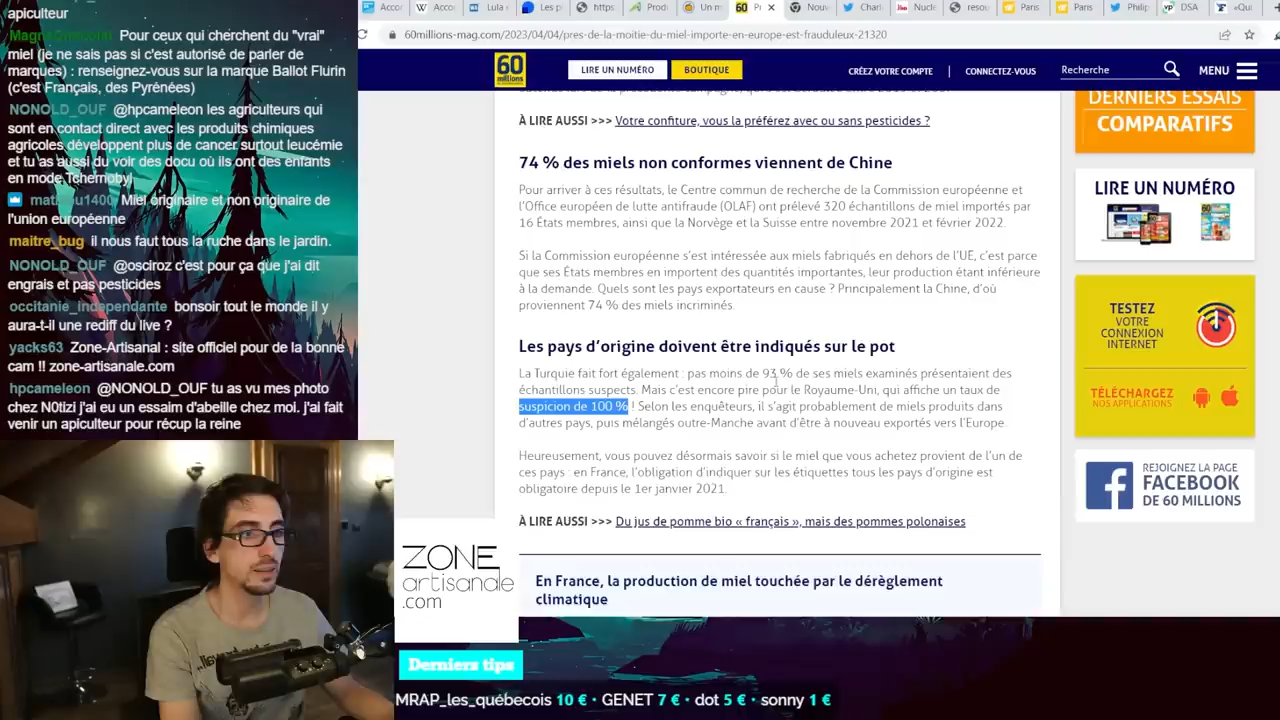 apiculteur
Magnanimecoral Pour ceux qui cherchent du "vrai"
miel (je ne sais pas si c'est autorisé de parler de
marques) : renseignez-vous sur la marque Ballot Flurin
(c'est Français, des Pyrénées)
NONOLD_OUF @hpcameleon les agriculteurs qui
sont en contact direct avec les produits chimiques
agricoles développent plus de cancer surtout leucémie
et tu as aussi du voir des docu où ils ont des enfants
en mode Tchernobyl
1400 Miel originaire et non originaire de
l'union européenne
maitre_bug il nous faut tous la ruche dans le jardin.
NONOLD_OUF @osciroz c'est pour ça que j'ai dit
engrais et pas pesticides
occitanie_independante bonsoir tout le monde il y
aura-t-il une rediff du live ?
yacks63 Zone-Artisanal : site officiel pour de la bonne
cam !! zone-artisanale.com
hpcameleon @NONOLD_OUF tu as vu mes photo
chez N0tizi j'ai eu un essaim d'abeille chez moi. j'ai fait
venir un apiculteur pour récup la reine
Accor
Accor
Lula
Les p
https
Prod
Un m
60 P
Nouv
Charl
Nucl
resou
Paris
Paris
Philip
DSA
«Qui
60millions-mag.com/2023/04/04/pres-de-la-moitie-du-miel-importe-en-europe-est-frauduleux-21320
60
millions
LIRE UN NUMÉRO
BOUTIQUE
CRÉEZ VOTRE COMPTE
CONNECTEZ-VOUS
Recherche
MENU
À LIRE AUSSI >>> Votre confiture, vous la préférez avec ou sans pesticides ?
74 % des miels non conformes viennent de Chine
Pour arriver à ces résultats, le Centre commun de recherche de la Commission européenne et
l'Office européen de lutte antifraude (OLAF) ont prélevé 320 échantillons de miel importés par
16 États membres, ainsi que la Norvège et la Suisse entre novembre 2021 et février 2022.
Si la Commission européenne s'est intéressée aux miels fabriqués en dehors de l'UE, c'est parce
que ses États membres en importent des quantités importantes, leur production étant inférieure
à la demande. Quels sont les pays exportateurs en cause ? Principalement la Chine, d'où
proviennent 74 % des miels incriminés.
Les pays d'origine doivent être indiqués sur le pot
La Turquie fait fort également : pas moins de 93 % de ses miels examinés présentaient des
échantillons suspects. Mais c'est encore pire pour le Royaume-Uni, qui affiche un taux de
suspicion de 100 % ! Selon les enquêteurs, il s'agit probablement de miels produits dans
d'autres pays, puis mélangés outre-Manche avant d'être à nouveau exportés vers l'Europe.
Heureusement, vous pouvez désormais savoir si le miel que vous achetez provient de l'un de
ces pays : en France, l'obligation d'indiquer sur les étiquettes tous les pays d'origine est
obligatoire depuis le 1er janvier 2021.
À LIRE AUSSI >>> Du jus de pomme bio « français », mais des pommes polonaises
En France, la production de miel touchée par le dérèglement
climatique
DERNIERS ESSAIS
COMPARATIFS
LIRE UN NUMÉRO
TESTEZ
VOTRE
CONNEXION
INTERNET
TÉLÉCHARGEZ
REJOIGNEZ LA PAGE
FACEBOOK
DE 60 MILLIONS
ZONE
artisanale
.com
Derniers tips
MRAP_les_québecois 10 € · GENET 7 € · dot 5 € · sonny 1 €